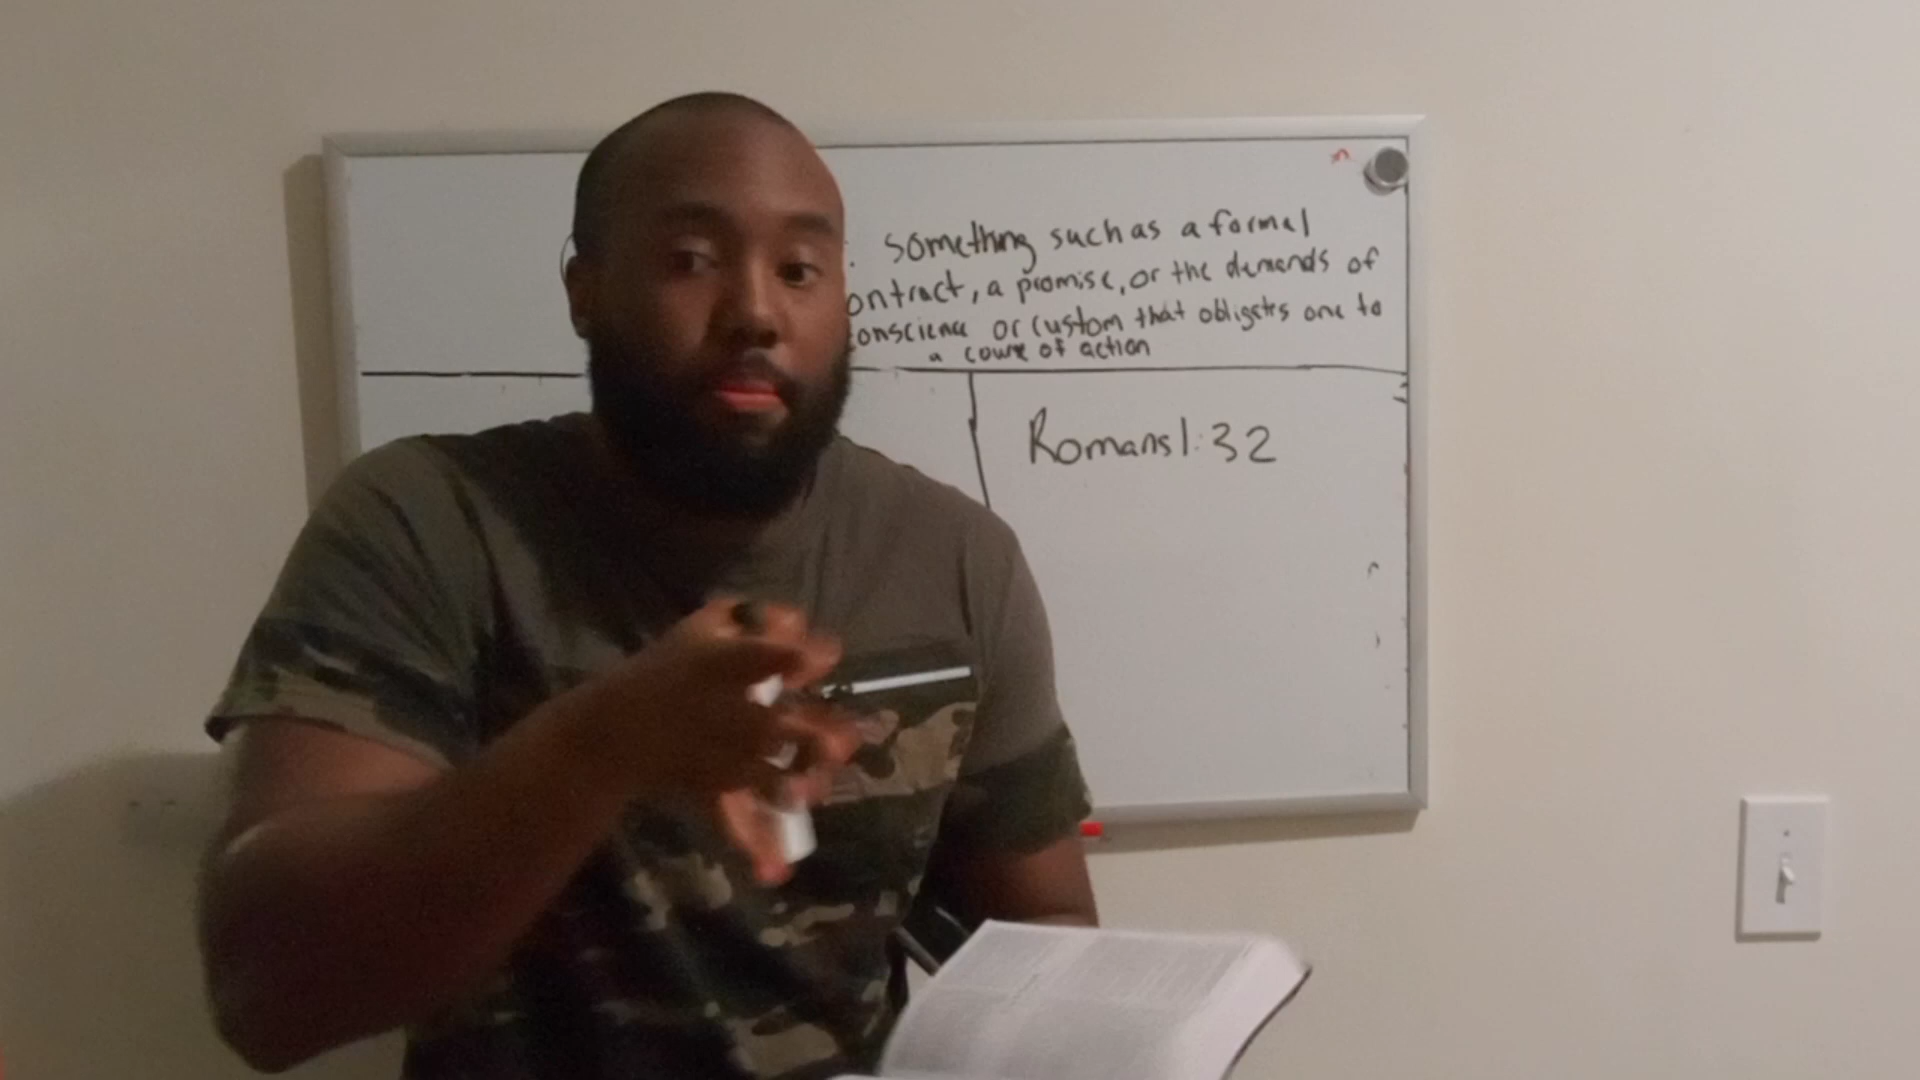 : Something such as a formal
ontract, a promise, or the demands of
onscience or custom that obligates one to
a course of action
Romans 1:32